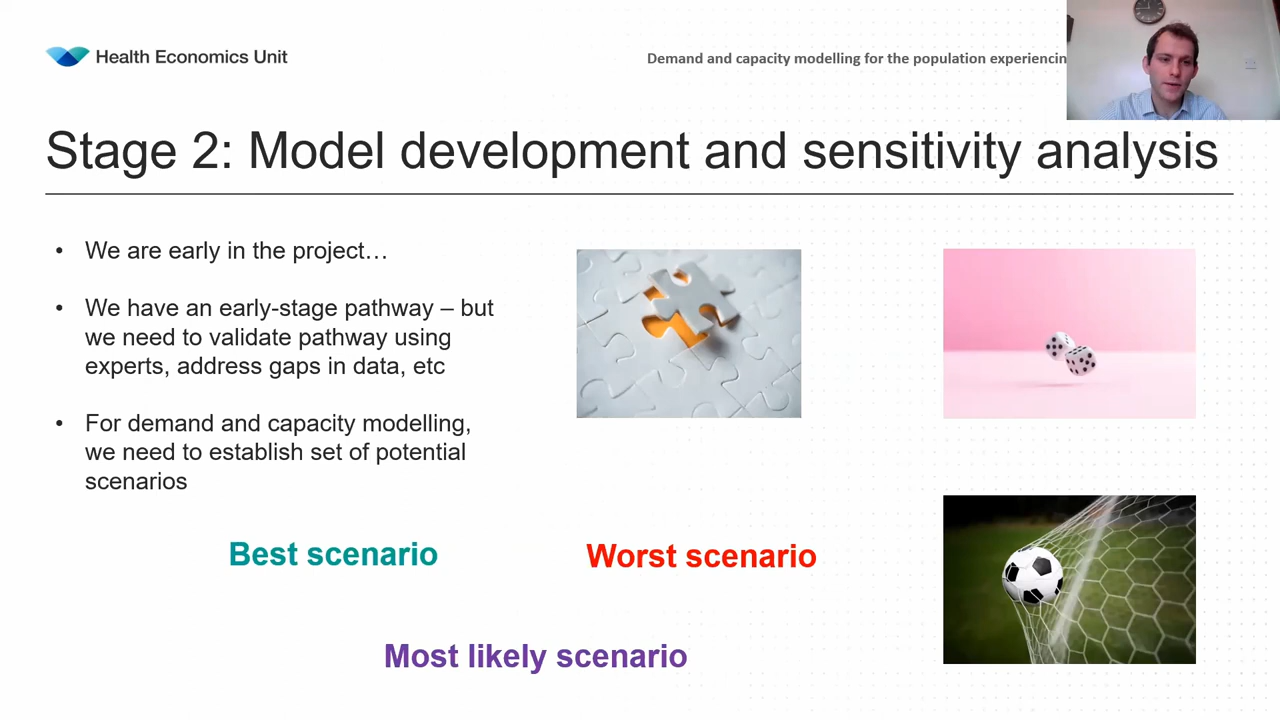 Health Economics Unit
Demand and capacity modelling for the population experiencing
Stage 2: Model development and sensitivity analysis
• We are early in the project…
• We have an early-stage pathway – but
we need to validate pathway using
experts, address gaps in data, etc
• For demand and capacity modelling,
we need to establish set of potential
scenarios
Best scenario
Worst scenario
Most likely scenario